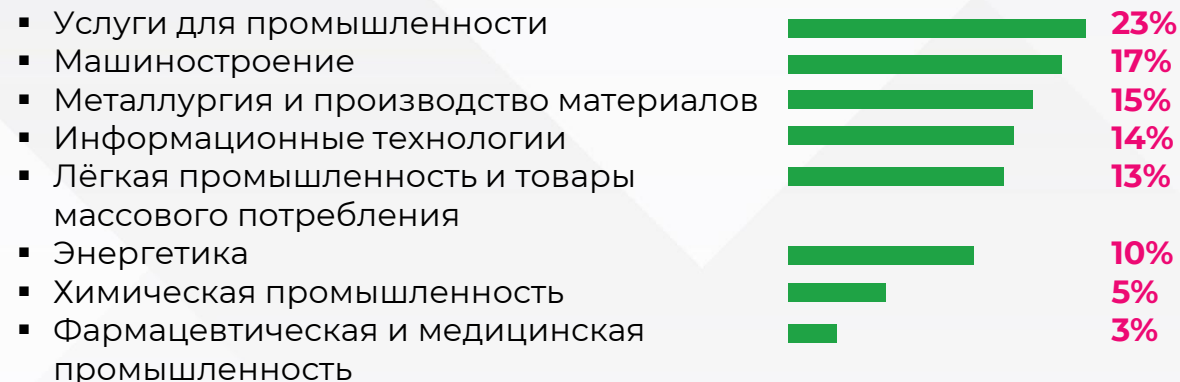 ▪ Услуги для промышленности 23%
▪ Машиностроение 17%
▪ Металлургия и производство материалов 15%
▪ Информационные технологии 14%
▪ Лёгкая промышленность и товары 13%
массового потребления
▪ Энергетика 10%
▪ Химическая промышленность 5%
▪ Фармацевтическая и медицинская 3%
промышленность